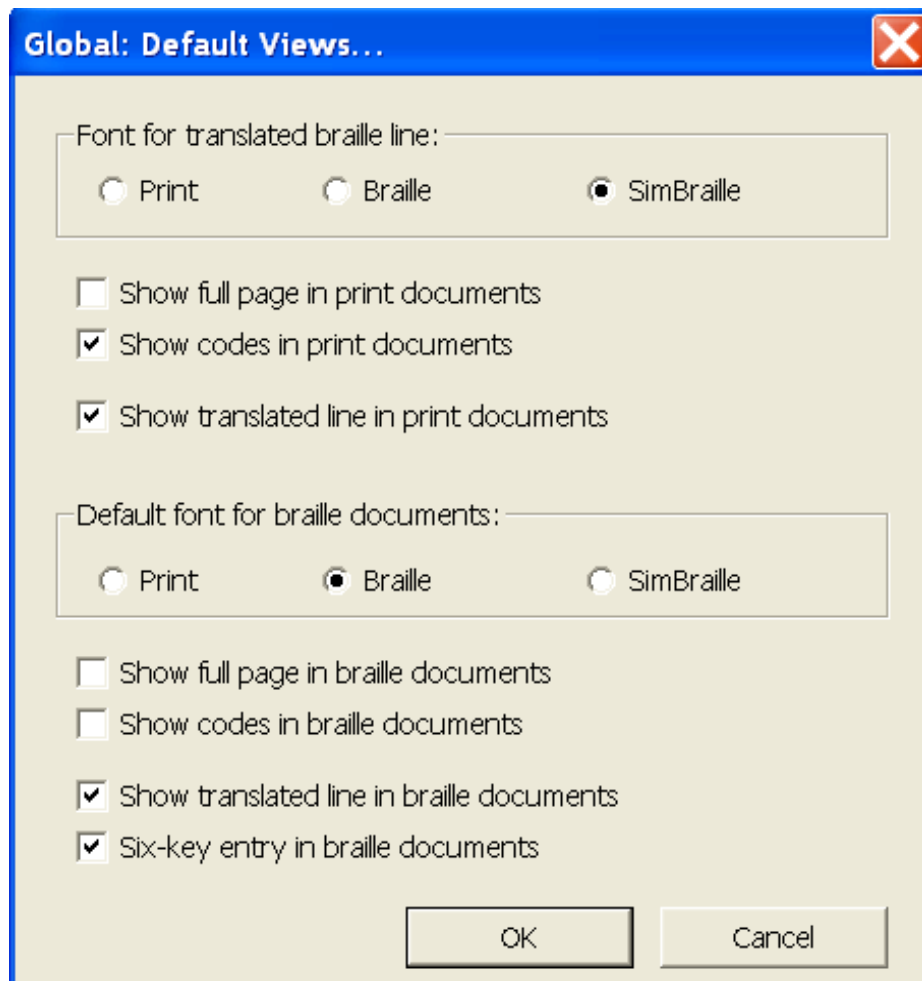 Global: Default Views...
Font for translated braille line:
Print Braille SimBraille
Show full page in print documents
Show codes in print documents
Show translated line in print documents
Default font for braille documents:
Print Braille SimBraille
Show full page in braille documents
Show codes in braille documents
Show translated line in braille documents
Six-key entry in braille documents
OK Cancel